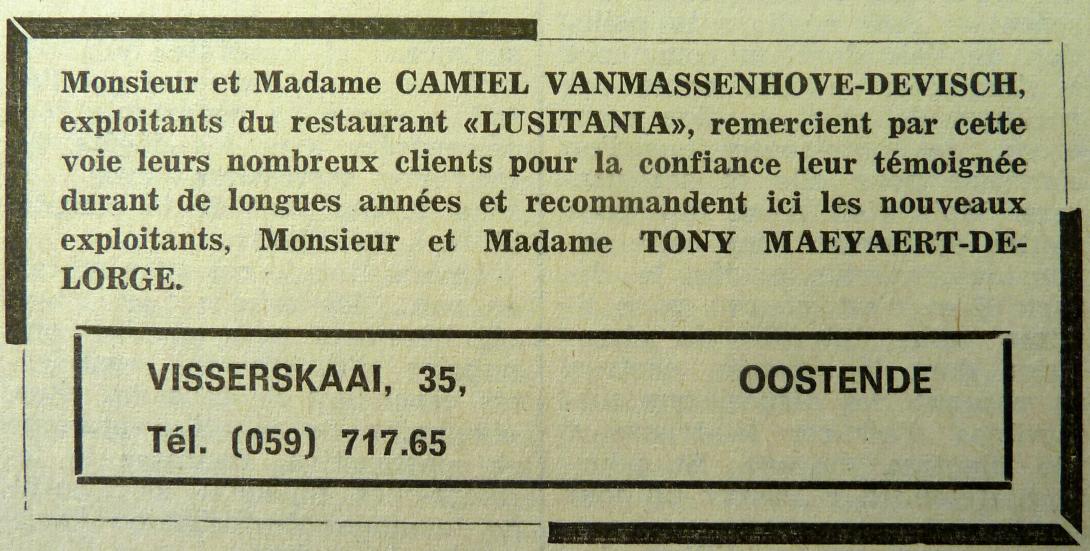 Monsieur et Madame CAMIEL VANMASSENHOVE-DEVISCH,
exploitants du restaurant «LUSITANIA», remercient par cette
voie leurs nombreux clients pour la confiance leur témoignée
durant de longues années et recommandent ici les nouveaux
exploitants, Monsieur et Madame TONY MAEYAERT-DE-
LORGE.
VISSERSKAAI, 35, OOSTENDE
Tél. (059) 717.65